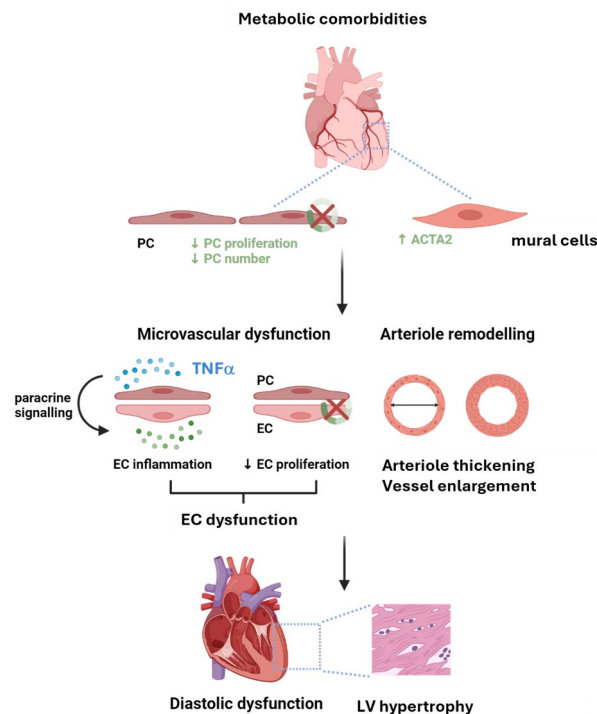 Metabolic comorbidities
PC
↓ PC proliferation
↓ PC number
↑ ACTA2
mural cells
Microvascular dysfunction
Arteriole remodelling
TNFα
paracrine
signalling
PC
EC
EC inflammation
↓ EC proliferation
Arteriole thickening
Vessel enlargement
EC dysfunction
Diastolic dysfunction
LV hypertrophy